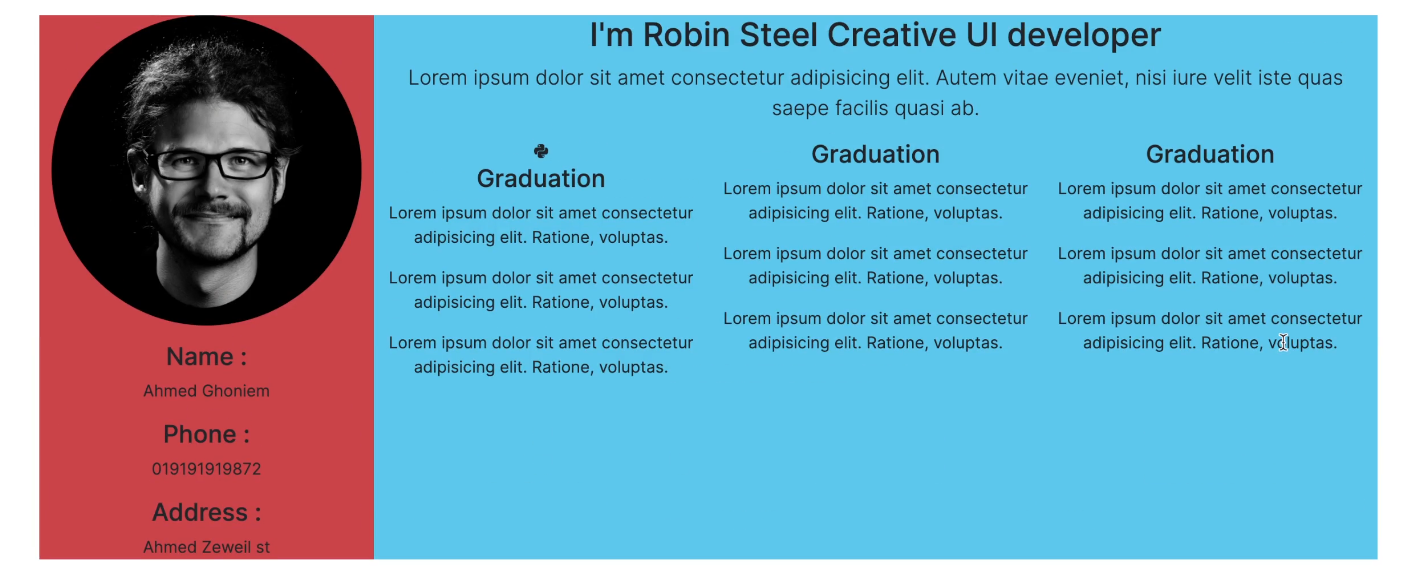 I'm Robin Steel Creative UI developer
Lorem ipsum dolor sit amet consectetur adipisicing elit. Autem vitae eveniet, nisi iure velit iste quas
saepe facilis quasi ab.
Graduation
Lorem ipsum dolor sit amet consectetur
adipisicing elit. Ratione, voluptas.
Lorem ipsum dolor sit amet consectetur
adipisicing elit. Ratione, voluptas.
Lorem ipsum dolor sit amet consectetur
adipisicing elit. Ratione, voluptas.
Graduation
Lorem ipsum dolor sit amet consectetur
adipisicing elit. Ratione, voluptas.
Lorem ipsum dolor sit amet consectetur
adipisicing elit. Ratione, voluptas.
Lorem ipsum dolor sit amet consectetur
adipisicing elit. Ratione, voluptas.
Graduation
Lorem ipsum dolor sit amet consectetur
adipisicing elit. Ratione, voluptas.
Lorem ipsum dolor sit amet consectetur
adipisicing elit. Ratione, voluptas.
Lorem ipsum dolor sit amet consectetur
adipisicing elit. Ratione, voluptas.
Name :
Ahmed Ghoniem
Phone :
019191919872
Address :
Ahmed Zeweil st